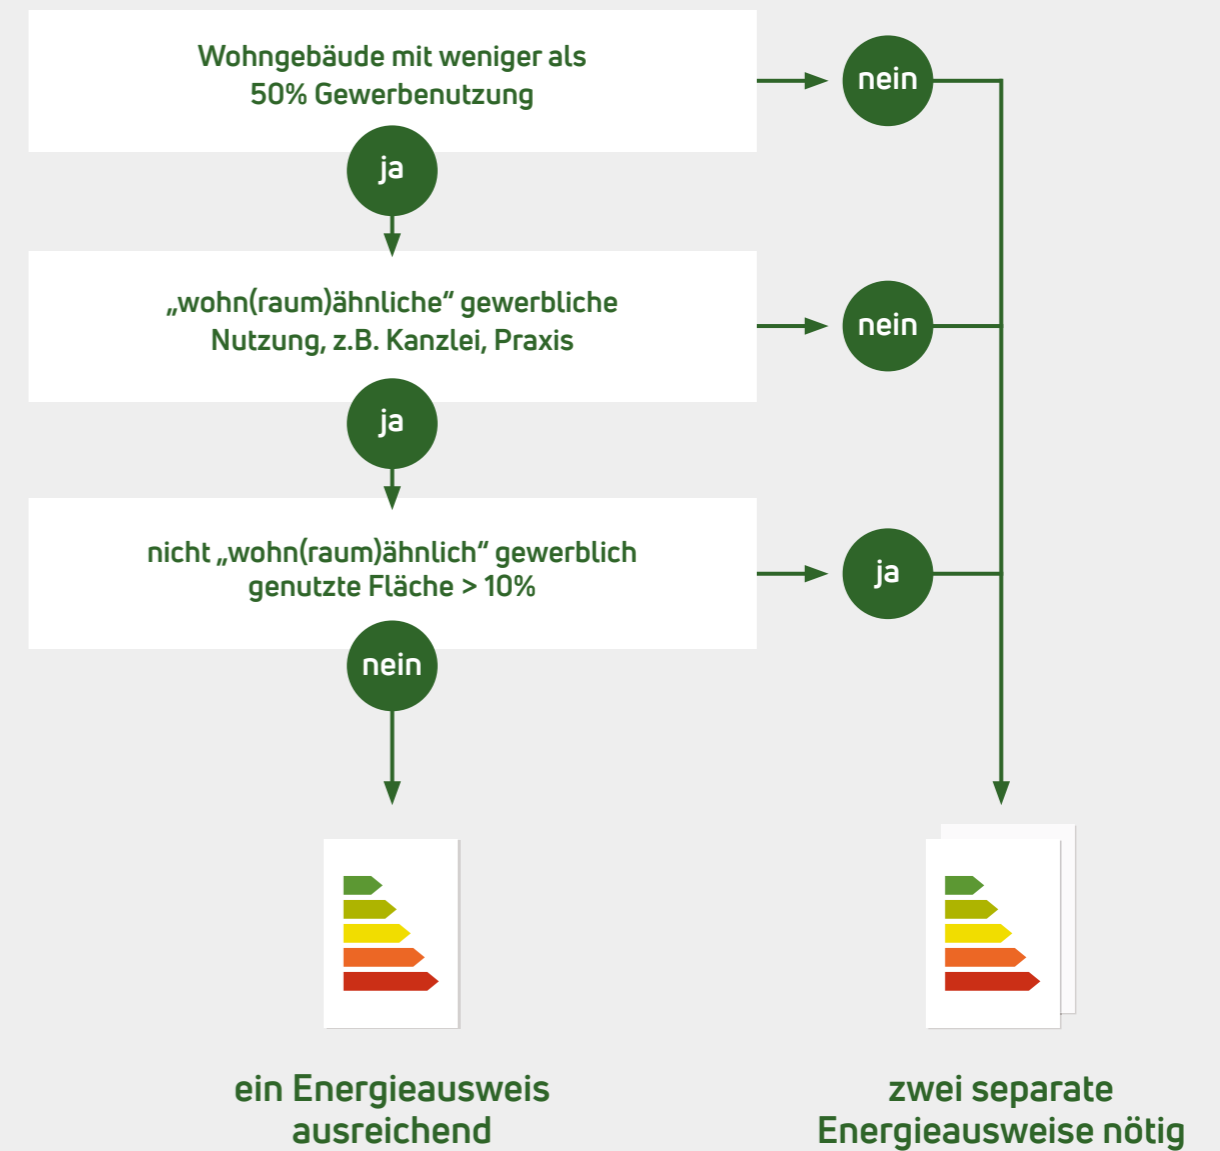 Wohngebäude mit weniger als
50% Gewerbenutzung
nein
ja
„wohn(raum)ähnliche“ gewerbliche
Nutzung, z.B. Kanzlei, Praxis
nein
ja
nicht „wohn(raum)ähnlich“ gewerblich
genutzte Fläche > 10%
ja
nein
ein Energieausweis
ausreichend
zwei separate
Energieausweise nötig